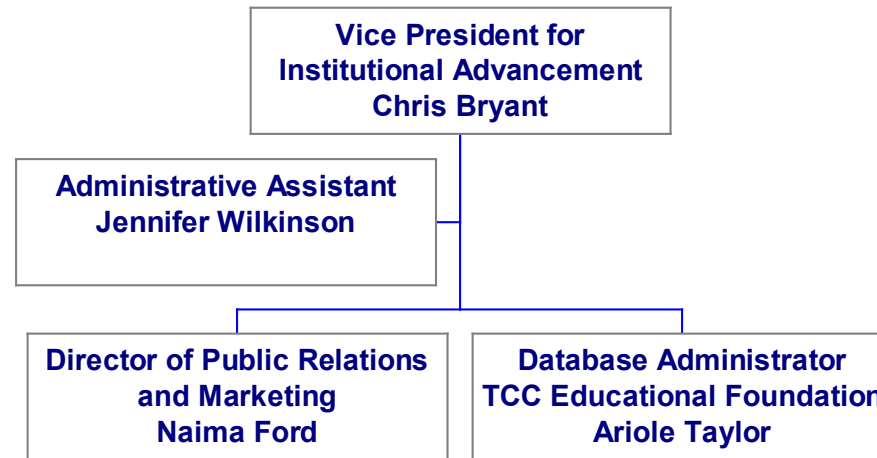 Vice President for
Institutional Advancement
Chris Bryant
Administrative Assistant
Jennifer Wilkinson
Director of Public Relations
and Marketing
Naima Ford
Database Administrator
TCC Educational Foundation
Ariole Taylor